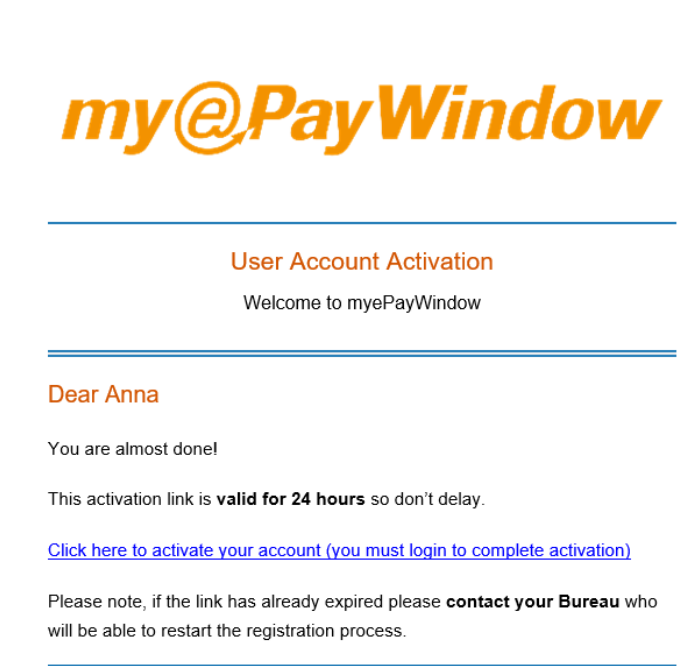 my@PayWindow
User Account Activation
Welcome to myePayWindow
Dear Anna
You are almost done!
This activation link is valid for 24 hours so don’t delay.
Click here to activate your account (you must login to complete activation)
Please note, if the link has already expired please contact your Bureau who
will be able to restart the registration process.